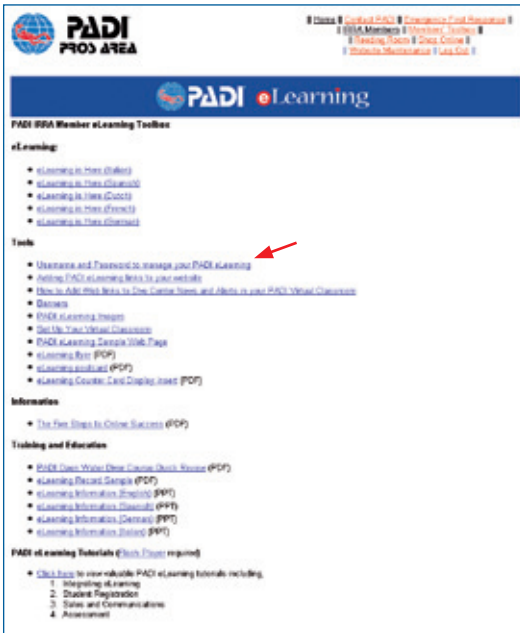 PADI
PROS AREA
Home | Contact PADI | Emergency First Response
IRRA Members | Members' Toolbox
Reading Room | Shop Online
Website Maintenance | Log Out
PADI eLearning
PADI IRRA Member eLearning Toolbox
eLearning:
eLearning is Here (Italian)
eLearning is Here (Spanish)
eLearning is Here (Dutch)
eLearning is Here (French)
eLearning is Here (German)
Tools
Username and Password to manage your PADI eLearning
Adding PADI eLearning links to your website
How to Add Web links to Dive Center News and Alerts in your PADI Virtual Classroom
Banners
PADI eLearning Images
Set Up Your Virtual Classroom
PADI eLearning Sample Web Page
eLearning flyer (PDF)
eLearning postcard (PDF)
eLearning Counter Card Display insert (PDF)
Information
The Five Steps to Online Success (PDF)
Training and Education
PADI Open Water Diver Course Quick Review (PDF)
eLearning Record Sample (PDF)
eLearning Information (English) (PPT)
eLearning Information (Spanish) (PPT)
eLearning Information (German) (PPT)
eLearning Information (Italian) (PPT)
PADI eLearning Tutorials (Flash Player required)
Click here to view valuable PADI eLearning tutorials including,
1. Integrating eLearning
2. Student Registration
3. Sales and Communications
4. Assessment